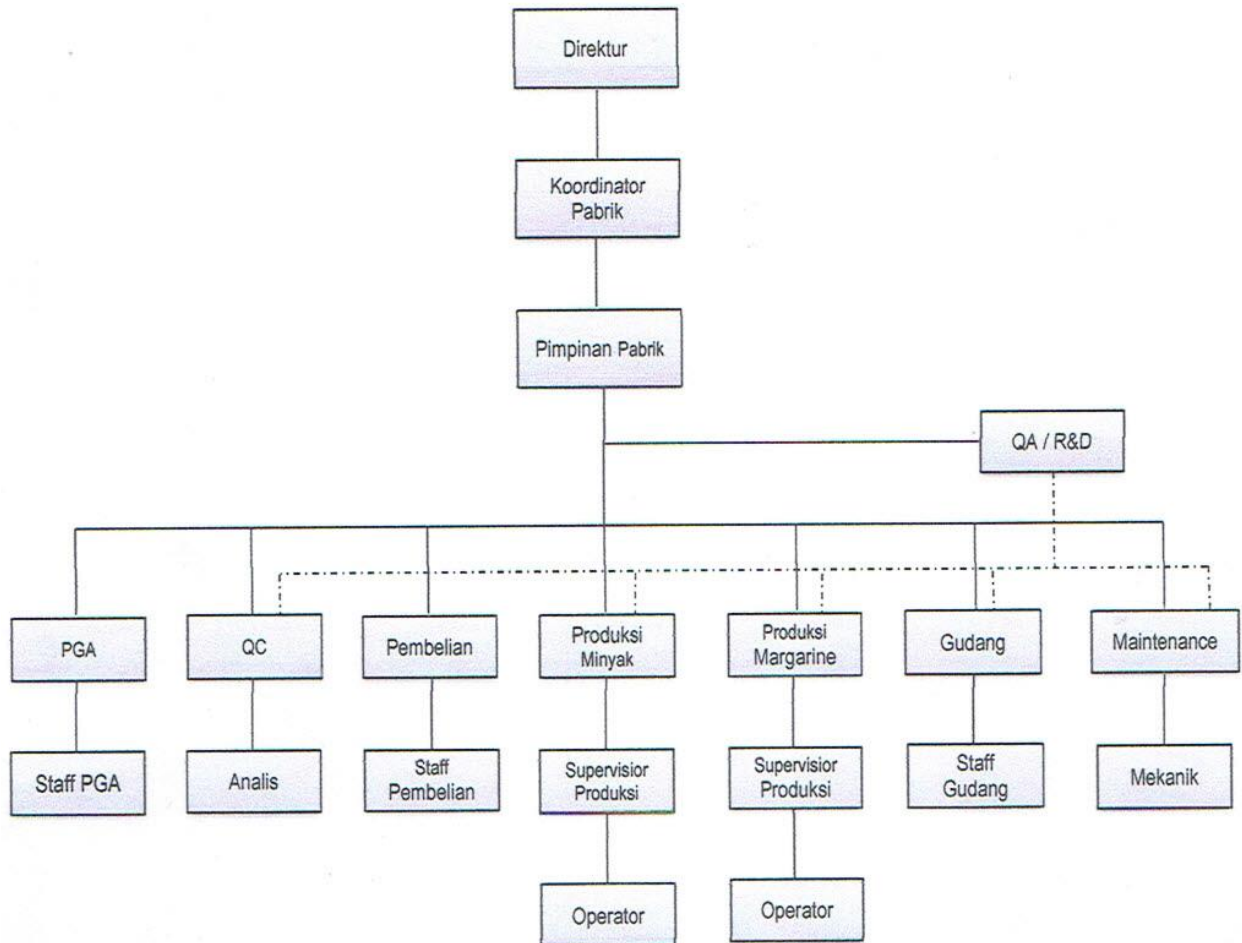 Direktur
Koordinator
Pabrik
Pimpinan Pabrik
QA / R&D
PGA
QC
Pembelian
Produksi
Minyak
Produksi
Margarine
Gudang
Maintenance
Staff PGA
Analis
Staff
Pembelian
Supervisior
Produksi
Supervisior
Produksi
Staff
Gudang
Mekanik
Operator
Operator